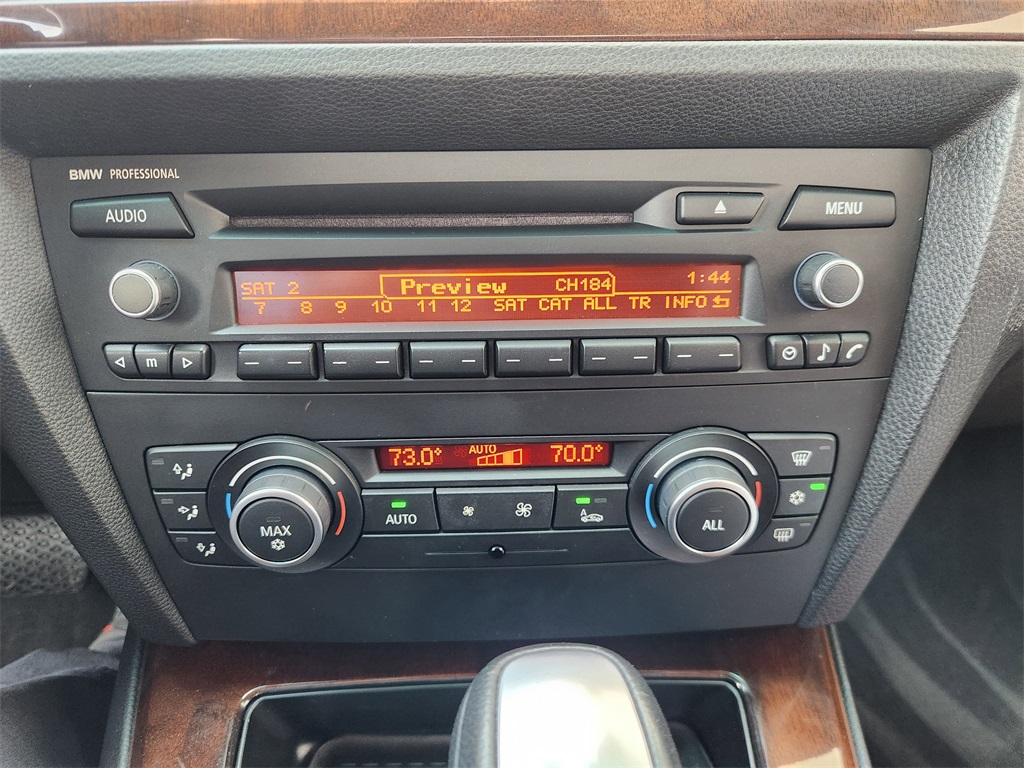 BMW PROFESSIONAL
AUDIO
MENU
SAT 2 Preview CH184 1:44
7 8 9 10 11 12 SAT CAT ALL TR INFO
m
73.0° AUTO 70.0°
MAX
AUTO
A
ALL